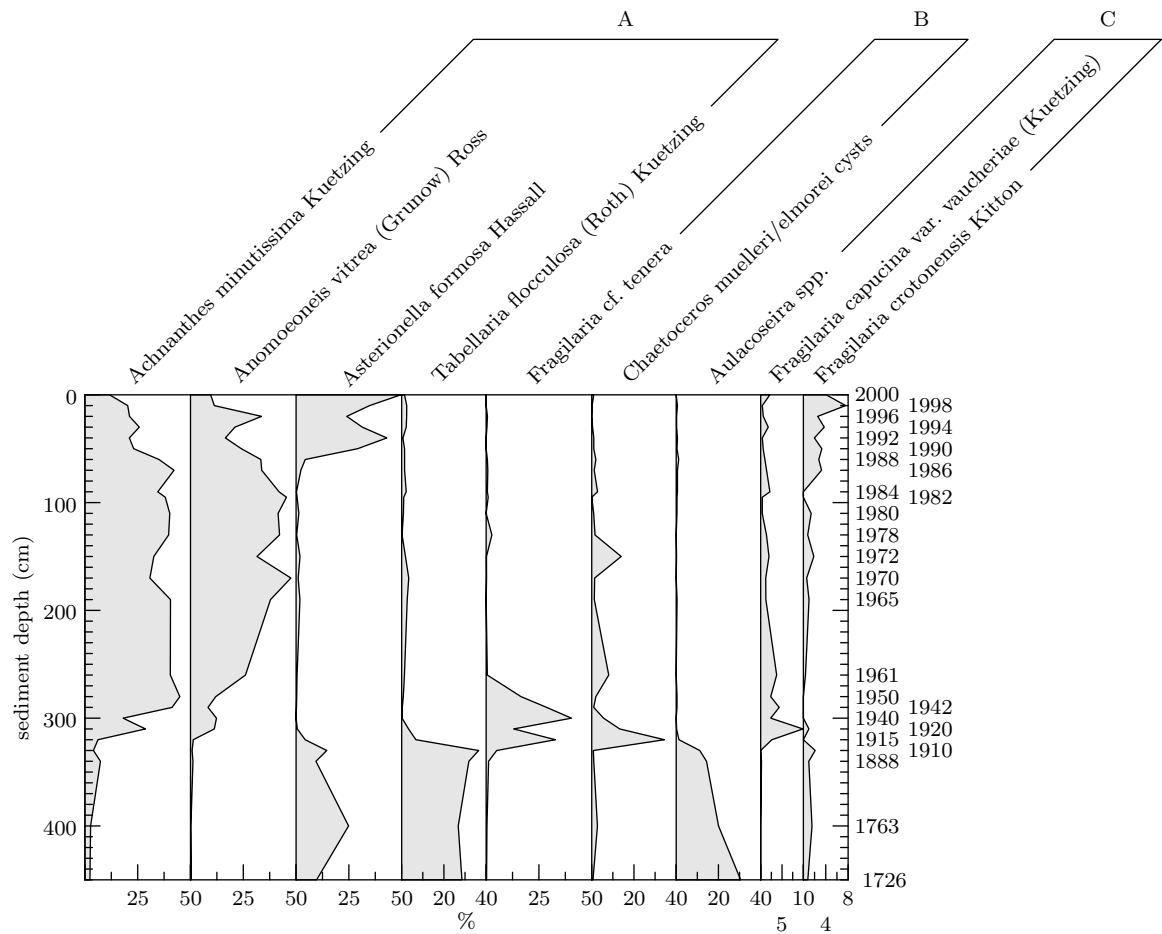 A B C
Achnanthes minutissima Kuetzing
Anomoeoneis vitrea (Grunow) Ross
Asterionella formosa Hassall
Tabellaria flocculosa (Roth) Kuetzing
Fragilaria cf. tenera
Chaetoceros muelleri/elmorei cysts
Aulacoseira spp.
Fragilaria capucina var. vaucheriae (Kuetzing)
Fragilaria crotonensis Kitton
sediment depth (cm)
0
100
200
300
400
2000
1998
1996
1994
1992
1990
1988
1986
1984
1982
1980
1978
1972
1970
1965
1961
1950
1942
1940
1920
1915
1910
1888
1763
1726
25 50 25 50 25 50 20 40 25 50 20 40 20 40 10 8
5 4
%